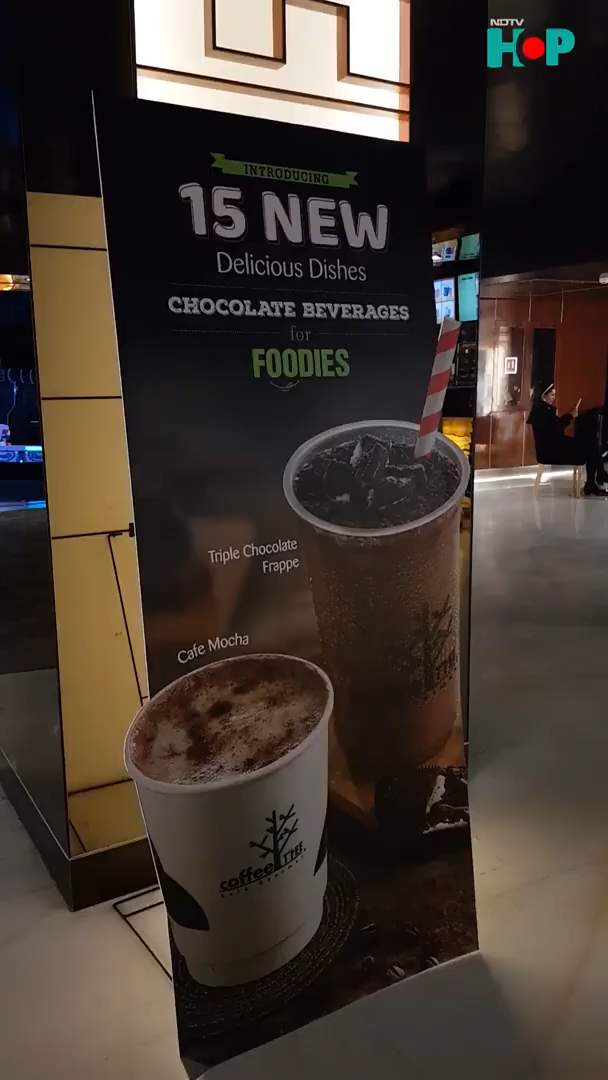 NDTV
HOP
INTRODUCING
15 NEW
Delicious Dishes
CHOCOLATE BEVERAGES
for
FOODIES
Triple Chocolate
Frappe
Cafe Mocha
coffee TREE